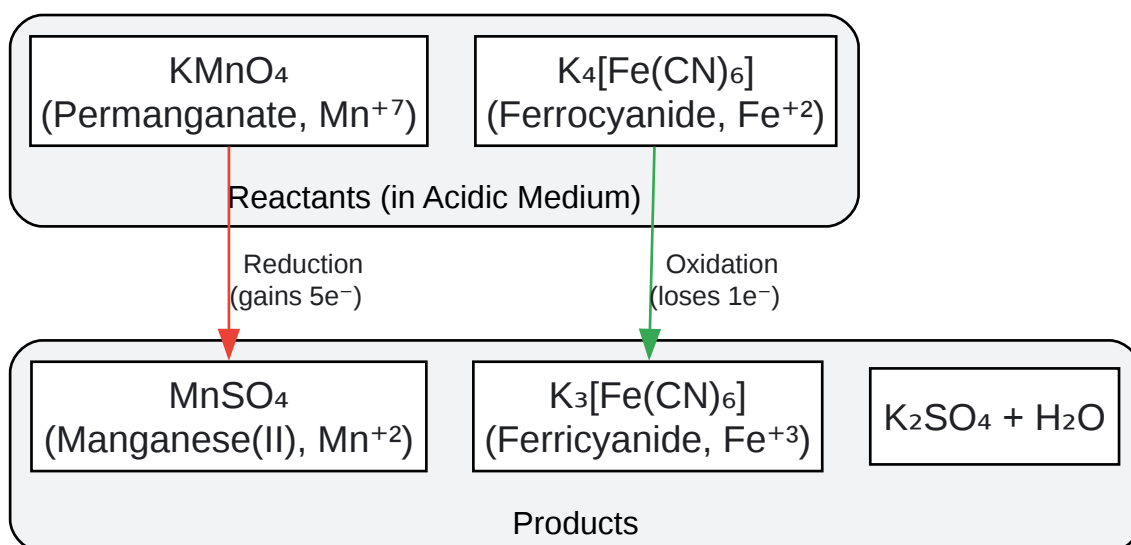 KMnO₄
(Permanganate, Mn⁺⁷)
K₄[Fe(CN)₆]
(Ferrocyanide, Fe⁺²)
Reactants (in Acidic Medium)
Reduction
(gains 5e⁻)
Oxidation
(loses 1e⁻)
MnSO₄
(Manganese(II), Mn⁺²)
K₃[Fe(CN)₆]
(Ferricyanide, Fe⁺³)
K₂SO₄ + H₂O
Products